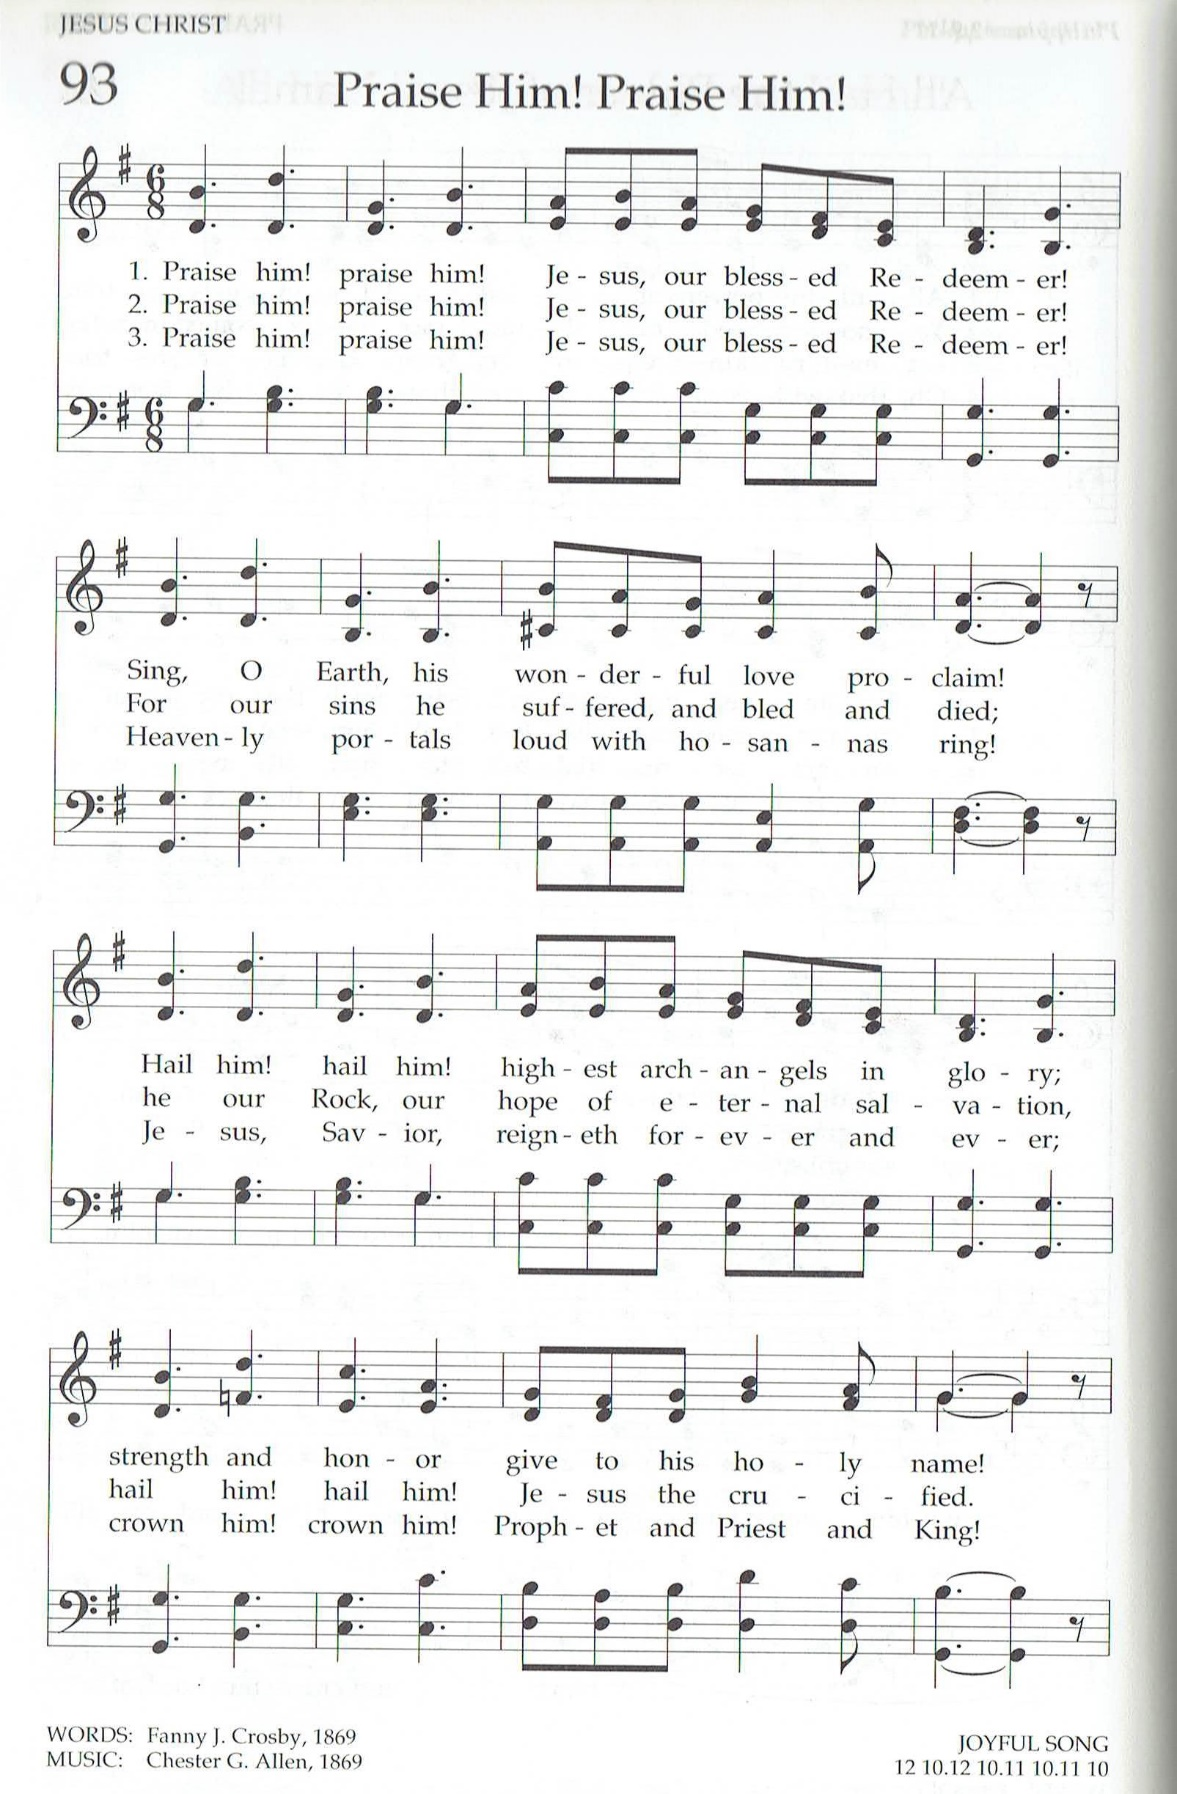 JESUS CHRIST
93 Praise Him! Praise Him!
1. Praise him! praise him! Je - sus, our bless - ed Re - deem - er!
2. Praise him! praise him! Je - sus, our bless - ed Re - deem - er!
3. Praise him! praise him! Je - sus, our bless - ed Re - deem - er!
Sing, O Earth, his won - der - ful love pro - claim!
For our sins he suf - fered, and bled and died;
Heaven - ly por - tals loud with ho - san - nas ring!
Hail him! hail him! high - est arch - an - gels in glo - ry;
he our Rock, our hope of e - ter - nal sal - va - tion,
Je - sus, Sav - ior, reign - eth for - ev - er and ev - er;
strength and hon - or give to his ho - ly name!
hail him! hail him! Je - sus the cru - ci - fied.
crown him! crown him! Proph - et and Priest and King!
WORDS: Fanny J. Crosby, 1869
MUSIC: Chester G. Allen, 1869
JOYFUL SONG
12 10.12 10.11 10.11 10